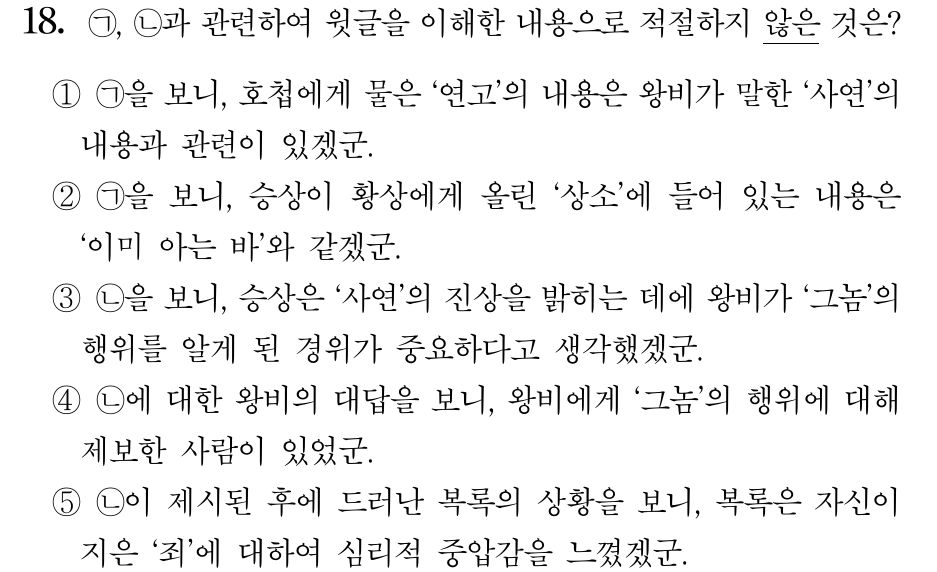 18. ㉠, ㉡과 관련하여 윗글을 이해한 내용으로 적절하지 않은 것은?
① ㉠을 보니, 호첩에게 물은 ‘연고’의 내용은 왕비가 말한 ‘사연’의
내용과 관련이 있겠군.
② ㉠을 보니, 승상이 황상에게 올린 ‘상소’에 들어 있는 내용은
‘이미 아는 바’와 같겠군.
③ ㉡을 보니, 승상은 ‘사연’의 진상을 밝히는 데에 왕비가 ‘그놈’의
행위를 알게 된 경위가 중요하다고 생각했겠군.
④ ㉡에 대한 왕비의 대답을 보니, 왕비에게 ‘그놈’의 행위에 대해
제보한 사람이 있었군.
⑤ ㉡이 제시된 후에 드러난 복록의 상황을 보니, 복록은 자신이
지은 ‘죄’에 대하여 심리적 중압감을 느꼈겠군.